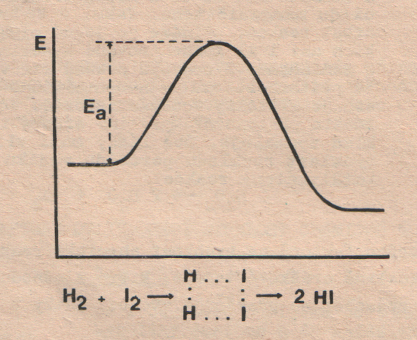 E
Ea
H ... I
H2 + I2 → : : → 2 HI
H ... I